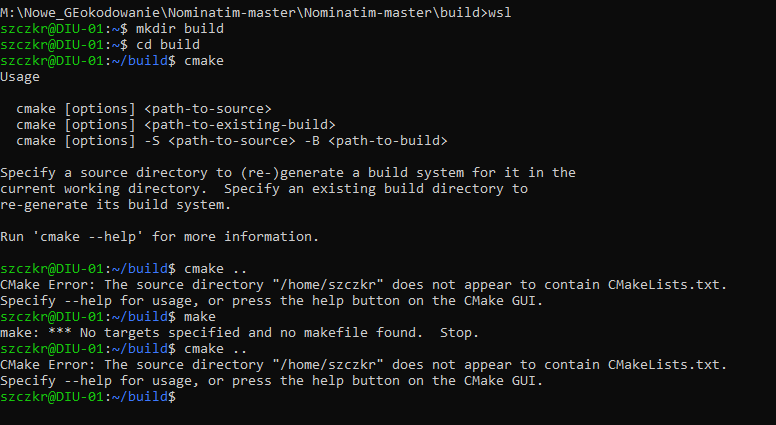 M:\Nowe_GEokodowanie\Nominatim-master\Nominatim-master\build>wsl
szczkr@DIU-01:~$ mkdir build
szczkr@DIU-01:~$ cd build
szczkr@DIU-01:~/build$ cmake
Usage

  cmake [options] <path-to-source>
  cmake [options] <path-to-existing-build>
  cmake [options] -S <path-to-source> -B <path-to-build>

Specify a source directory to (re-)generate a build system for it in the
current working directory.  Specify an existing build directory to
re-generate its build system.

Run 'cmake --help' for more information.

szczkr@DIU-01:~/build$ cmake ..
CMake Error: The source directory "/home/szczkr" does not appear to contain CMakeLists.txt.
Specify --help for usage, or press the help button on the CMake GUI.
szczkr@DIU-01:~/build$ make
make: *** No targets specified and no makefile found.  Stop.
szczkr@DIU-01:~/build$ cmake ..
CMake Error: The source directory "/home/szczkr" does not appear to contain CMakeLists.txt.
Specify --help for usage, or press the help button on the CMake GUI.
szczkr@DIU-01:~/build$